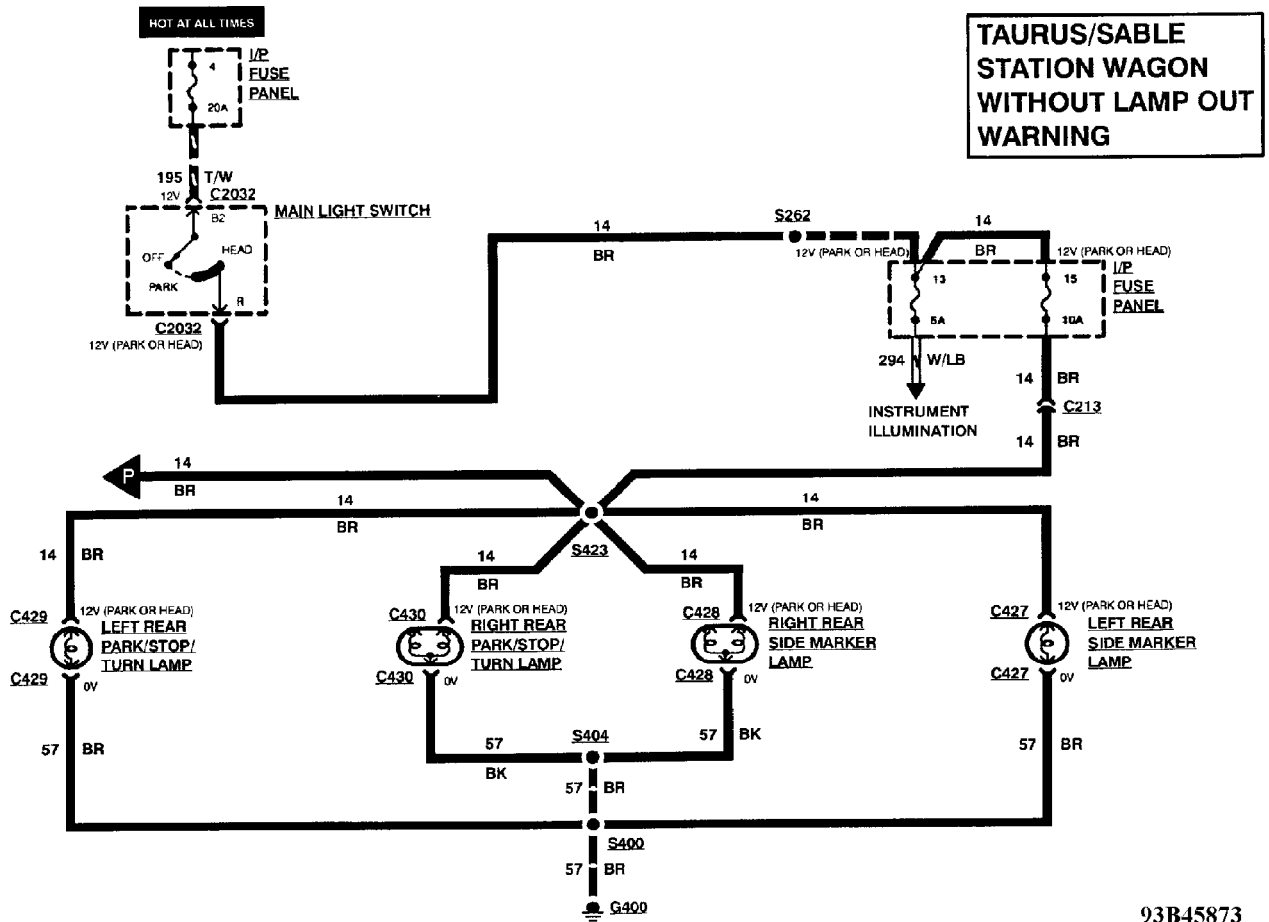 HOT AT ALL TIMES
TAURUS/SABLE
STATION WAGON
WITHOUT LAMP OUT
WARNING
4
20A
I/P
FUSE
PANEL
195 T/W
12V C2032
B2
MAIN LIGHT SWITCH
OFF
HEAD
PARK
R
C2032
12V (PARK OR HEAD)
14
BR
S262
12V (PARK OR HEAD)
14
BR
12V (PARK OR HEAD)
13
5A
15
10A
I/P
FUSE
PANEL
294 W/LB
INSTRUMENT
ILLUMINATION
14 BR
C213
14 BR
P
14
BR
14
BR
S423
14
BR
14 BR
14
BR
14
BR
C429
12V (PARK OR HEAD)
LEFT REAR
PARK/STOP/
TURN LAMP
C429
0V
C430
12V (PARK OR HEAD)
RIGHT REAR
PARK/STOP/
TURN LAMP
C430
0V
C428
12V (PARK OR HEAD)
RIGHT REAR
SIDE MARKER
LAMP
C428
0V
C427
12V (PARK OR HEAD)
LEFT REAR
SIDE MARKER
LAMP
C427
0V
57 BR
57
BK
S404
57 BK
57 BR
57 BR
S400
57 BR
G400
93B45873